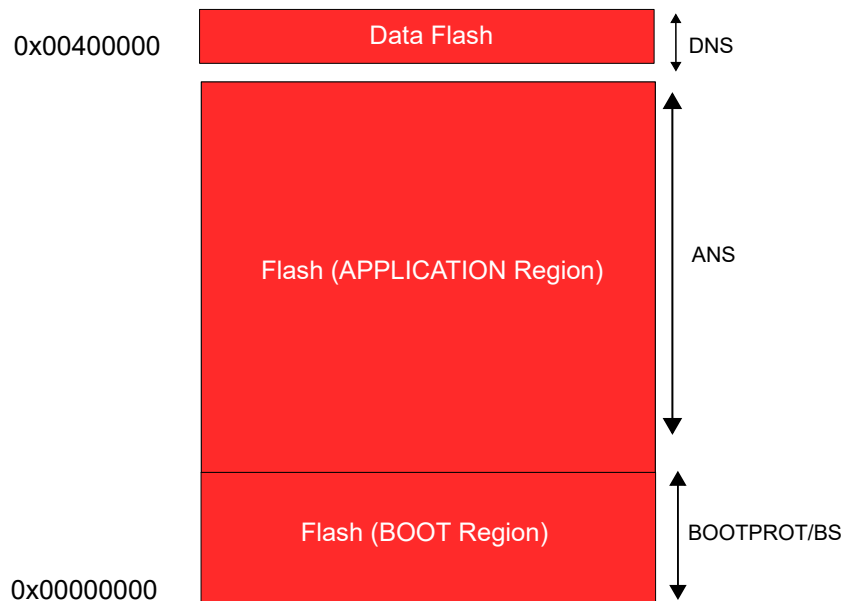 Data Flash
0x00400000
DNS
ANS
Flash (APPLICATION Region)
Flash (BOOT Region)
BOOTPROT/BS
0x00000000